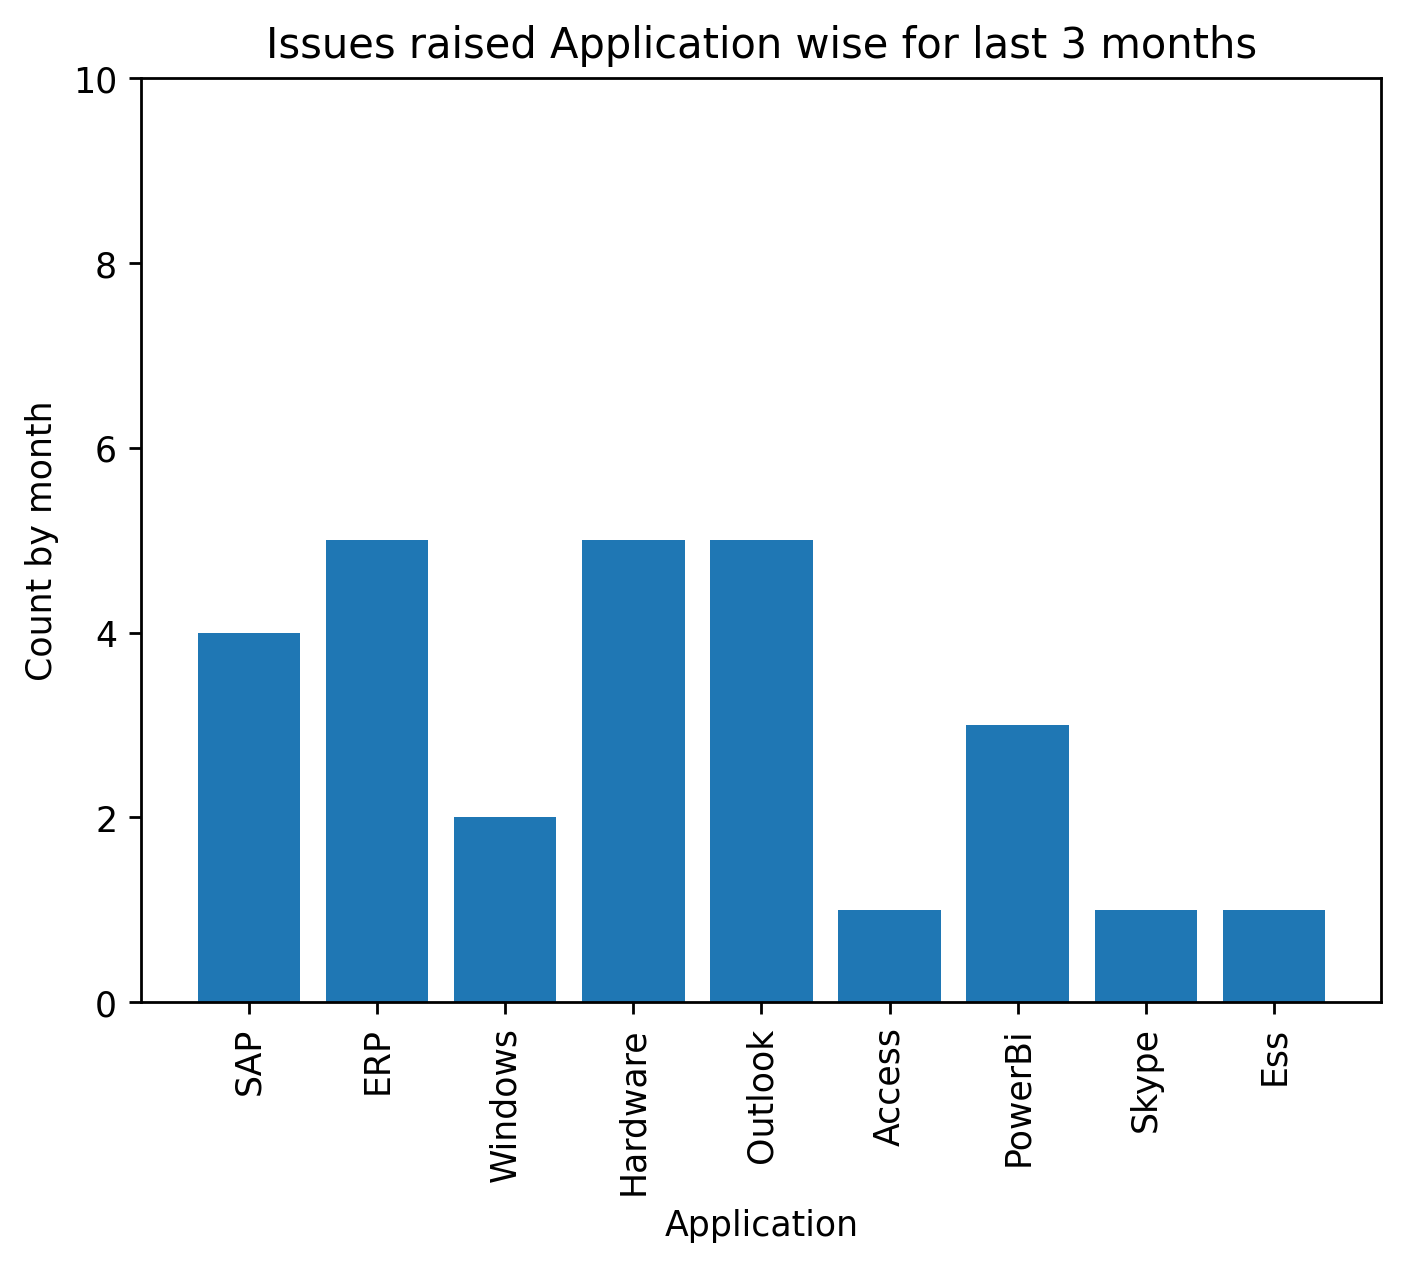 Issues raised Application wise for last 3 months
10
8
6
4
2
0
Count by month
SAP
ERP
Windows
Hardware
Outlook
Access
PowerBi
Skype
Ess
Application